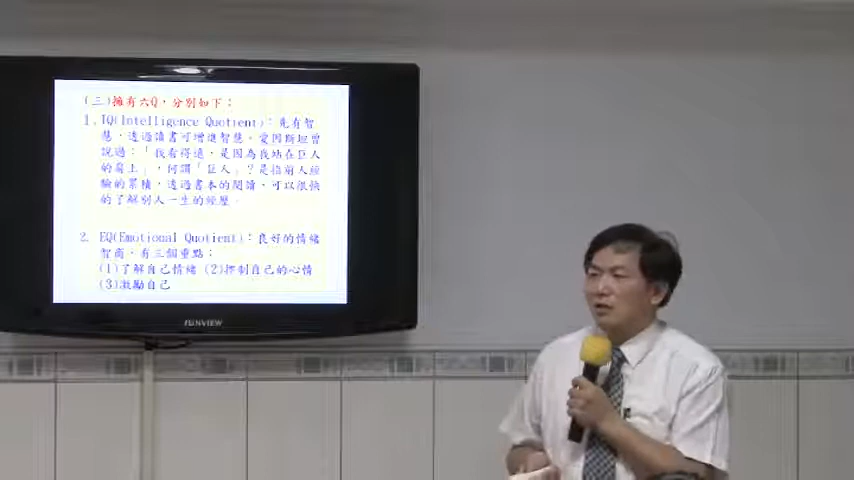 (三)擁有六Q，分別如下：
1. IQ(Intelligence Quotient)：先有智
慧，透過讀書可增進智慧。愛因斯坦曾
說過：「我看得遠，是因為我站在巨人
的肩上」，何謂「巨人」？是指前人經
驗的累積，透過書本的閱讀，可以很快
的了解別人一生的經歷。
2. EQ(Emotional Quotient)：良好的情緒
智商，有三個重點：
(1)了解自己情緒 (2)控制自己的心情
(3)激勵自己
SUNVIEW